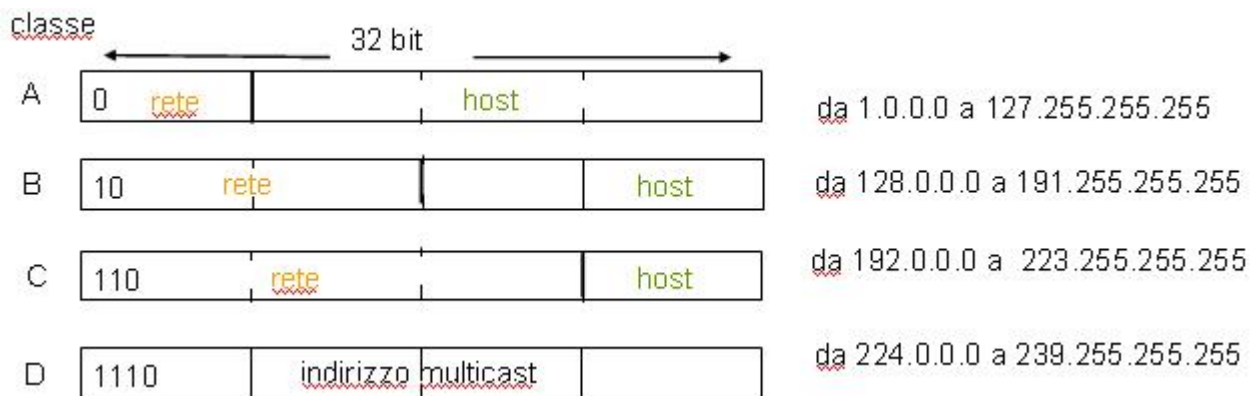 classe
32 bit
A 0 rete host da 1.0.0.0 a 127.255.255.255
B 10 rete host da 128.0.0.0 a 191.255.255.255
C 110 rete host da 192.0.0.0 a 223.255.255.255
D 1110 indirizzo multicast da 224.0.0.0 a 239.255.255.255